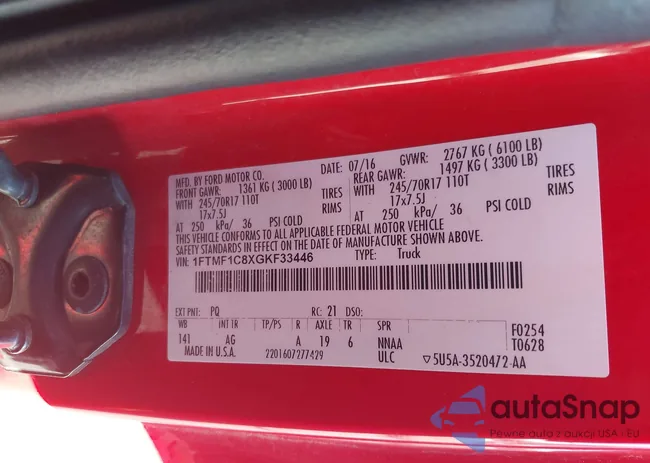 MFD. BY FORD MOTOR CO.
DATE: 07/16 GVWR: 2767 KG ( 6100 LB)
FRONT GAWR: 1361 KG ( 3000 LB) REAR GAWR: 1497 KG ( 3300 LB)
WITH 245/70R17 110T TIRES WITH 245/70R17 110T TIRES
17x7.5J RIMS 17x7.5J RIMS
AT 250 kPa/ 36 PSI COLD AT 250 kPa/ 36 PSI COLD
THIS VEHICLE CONFORMS TO ALL APPLICABLE FEDERAL MOTOR VEHICLE
SAFETY STANDARDS IN EFFECT ON THE DATE OF MANUFACTURE SHOWN ABOVE.
VIN: 1FTMF1C8XGKF33446 TYPE: Truck
EXT PNT: PQ RC: 21 DSO:
WB INT TR TP/PS R AXLE TR SPR F0254
141 AG A 19 6 NNAA T0628
MADE IN U.S.A. 2201607277429 ULC ▽5U5A-3520472-AA
autaSnap
Pewne auto z aukcji USA - EU